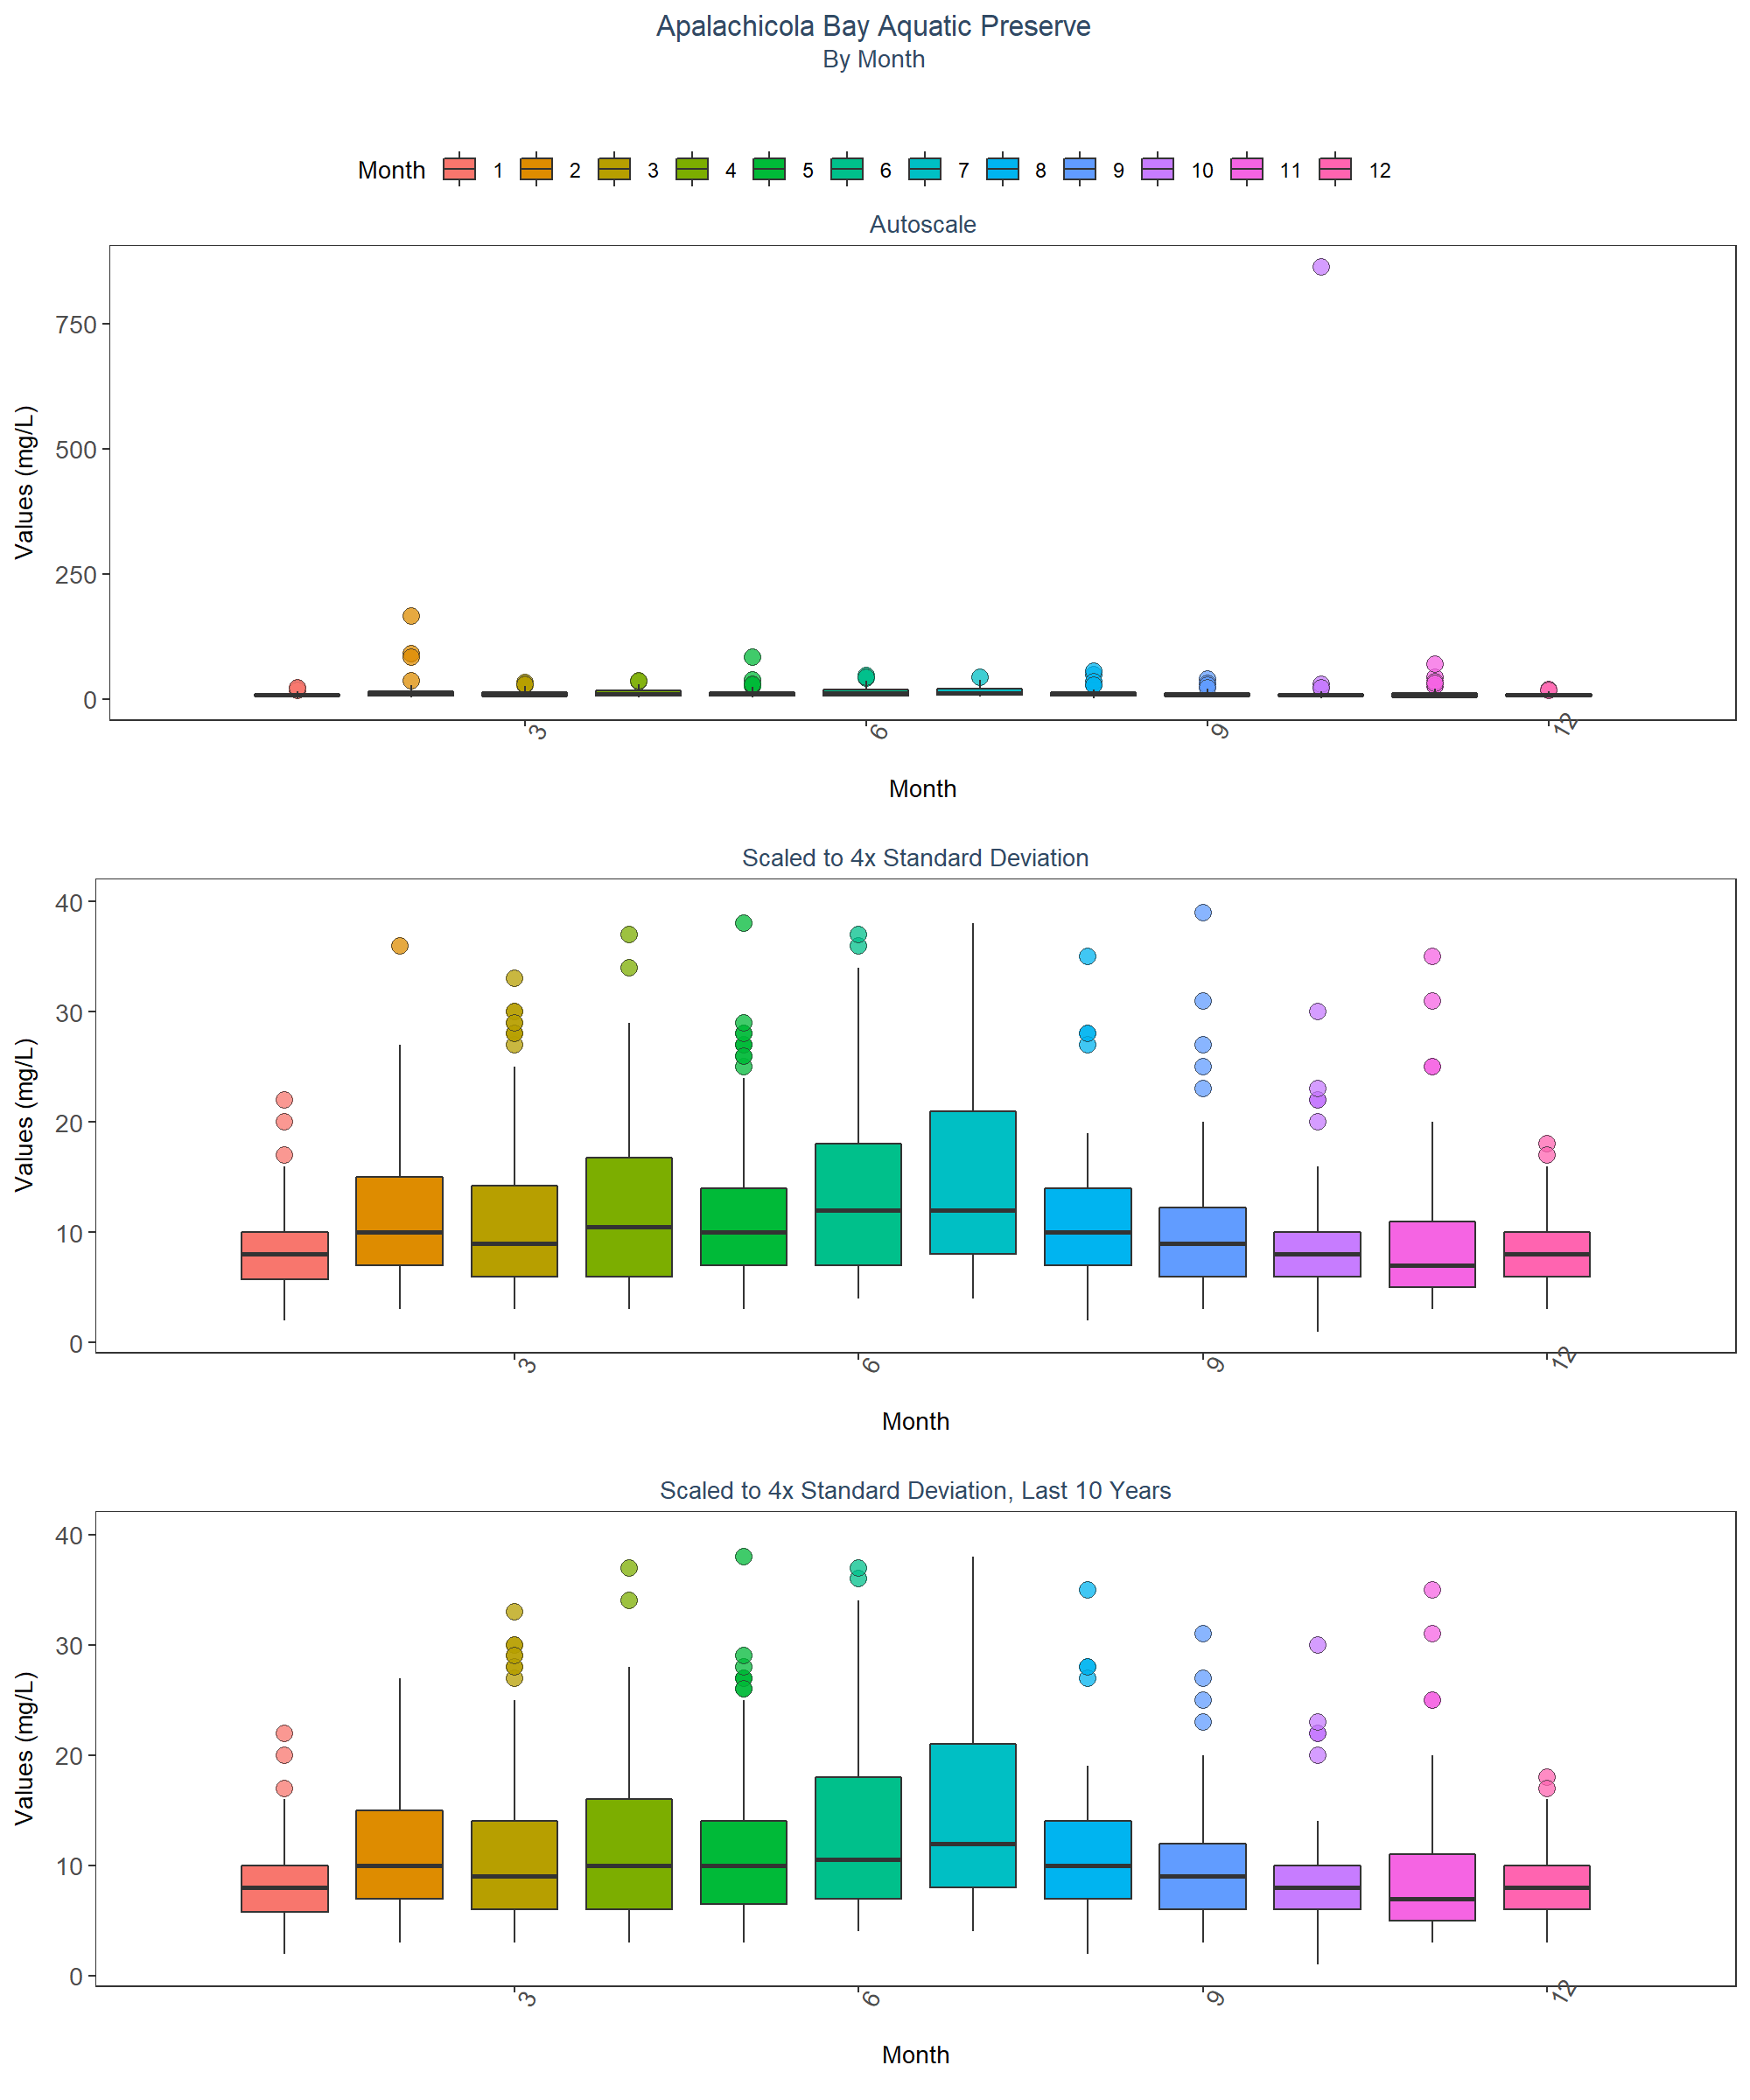 Apalachicola Bay Aquatic Preserve
By Month
Month 1 2 3 4 5 6 7 8 9 10 11 12
Autoscale
Values (mg/L)
750
500
250
0
3 6 9 12
Month
Scaled to 4x Standard Deviation
Values (mg/L)
40
30
20
10
0
3 6 9 12
Month
Scaled to 4x Standard Deviation, Last 10 Years
Values (mg/L)
40
30
20
10
0
3 6 9 12
Month